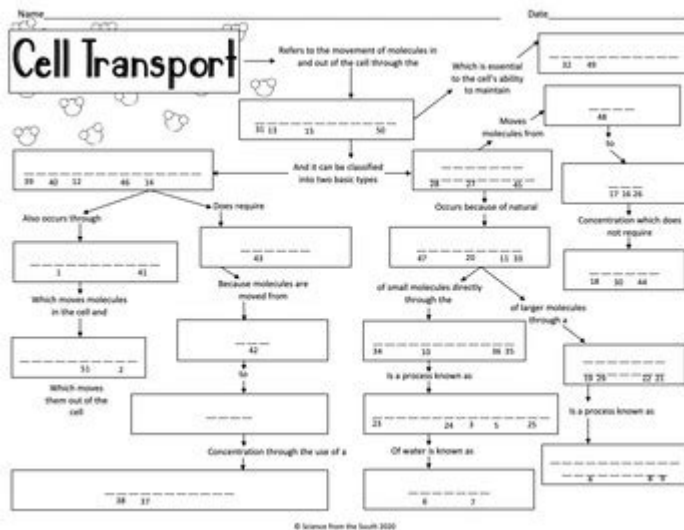 Name
Date
Cell Transport
Refers to the movement of molecules in
and out of the cell through the
Which is essential
to the cell's ability
to maintain
32 49
31 13 15 50
Moves
molecules from
48
to
39 40 12 46 14
And it can be classified
into two basic types
28 27 45
17 16 26
Also occurs through
Does require
Occurs because of natural
Concentration which does
not require
1 41
43
47 20 11 33
18 30 44
Which moves molecules
in the cell and
Because molecules are
moved from
of small molecules directly
through the
of larger molecules
through a
51 2
42
34 10 36 35
19 29 22 21
Which moves
them out of the
cell
to
Is a process known as
Is a process known as
23 24 3 5 25
Concentration through the use of a
Of water is known as
38 37
6 7
© Science from the South 2020